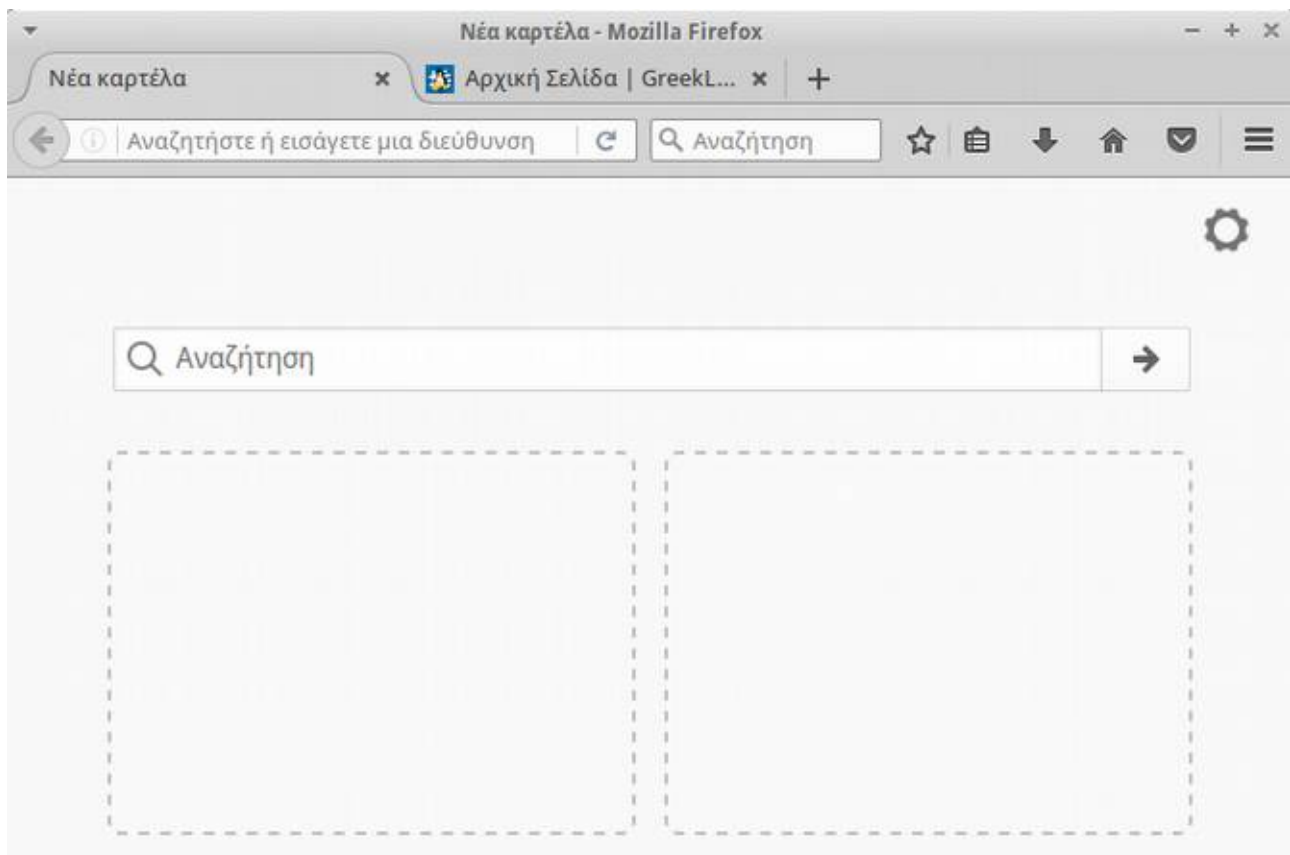 Νέα καρτέλα - Mozilla Firefox
Νέα καρτέλα
Αρχική Σελίδα | GreekL...
Αναζητήστε ή εισάγετε μια διεύθυνση
Αναζήτηση
Αναζήτηση